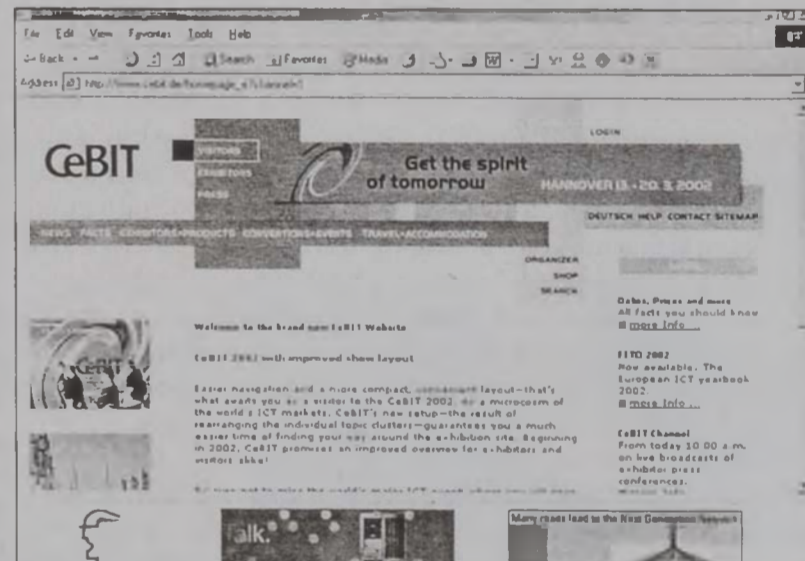 File Edit View Favorites Tools Help
Back Search Favorites Media
Address
LOGIN
CeBIT
VISITORS
EXHIBITORS
PRESS
Get the spirit
of tomorrow
HANNOVER 13. - 20. 3. 2002
DEUTSCH HELP CONTACT SITEMAP
NEWS FACTS EXHIBITORS+PRODUCTS CONVENTIONS+EVENTS TRAVEL+ACCOMMODATION
ORGANIZER
SHOP
SEARCH
Dates, Prices and more
All facts you should know
more Info ...
Welcome to the brand new CeBIT Website
CeBIT 2002 with improved show layout
EITO 2002
Now available. The
European ICT yearbook
2002.
more Info ...
Easier navigation and a more compact, layout—that's
what awaits you as a visitor to the CeBIT 2002, as a microcosm of
the world's ICT markets. CeBIT's new setup—the result of
rearranging the individual topic clusters—guarantees you a much
easier time of finding your way around the exhibition site. Beginning
in 2002, CeBIT promises an improved overview for exhibitors and
visitors alike!
CeBIT Channel
From today 10.00 a.m.
on live broadcasts of
exhibitor press
conferences.
CeBIT
talk.
Many roads lead to the Next Generation